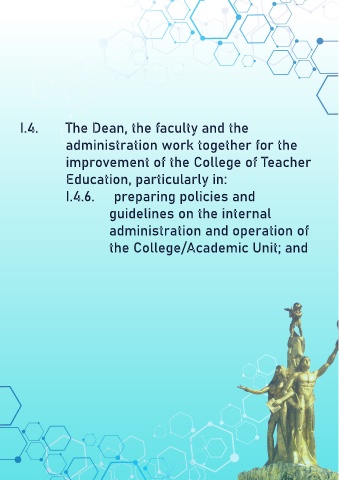 I.4. The Dean, the faculty and the
administration work together for the
improvement of the College of Teacher
Education, particularly in:
I.4.6. preparing policies and
guidelines on the internal
administration and operation of
the College/Academic Unit; and